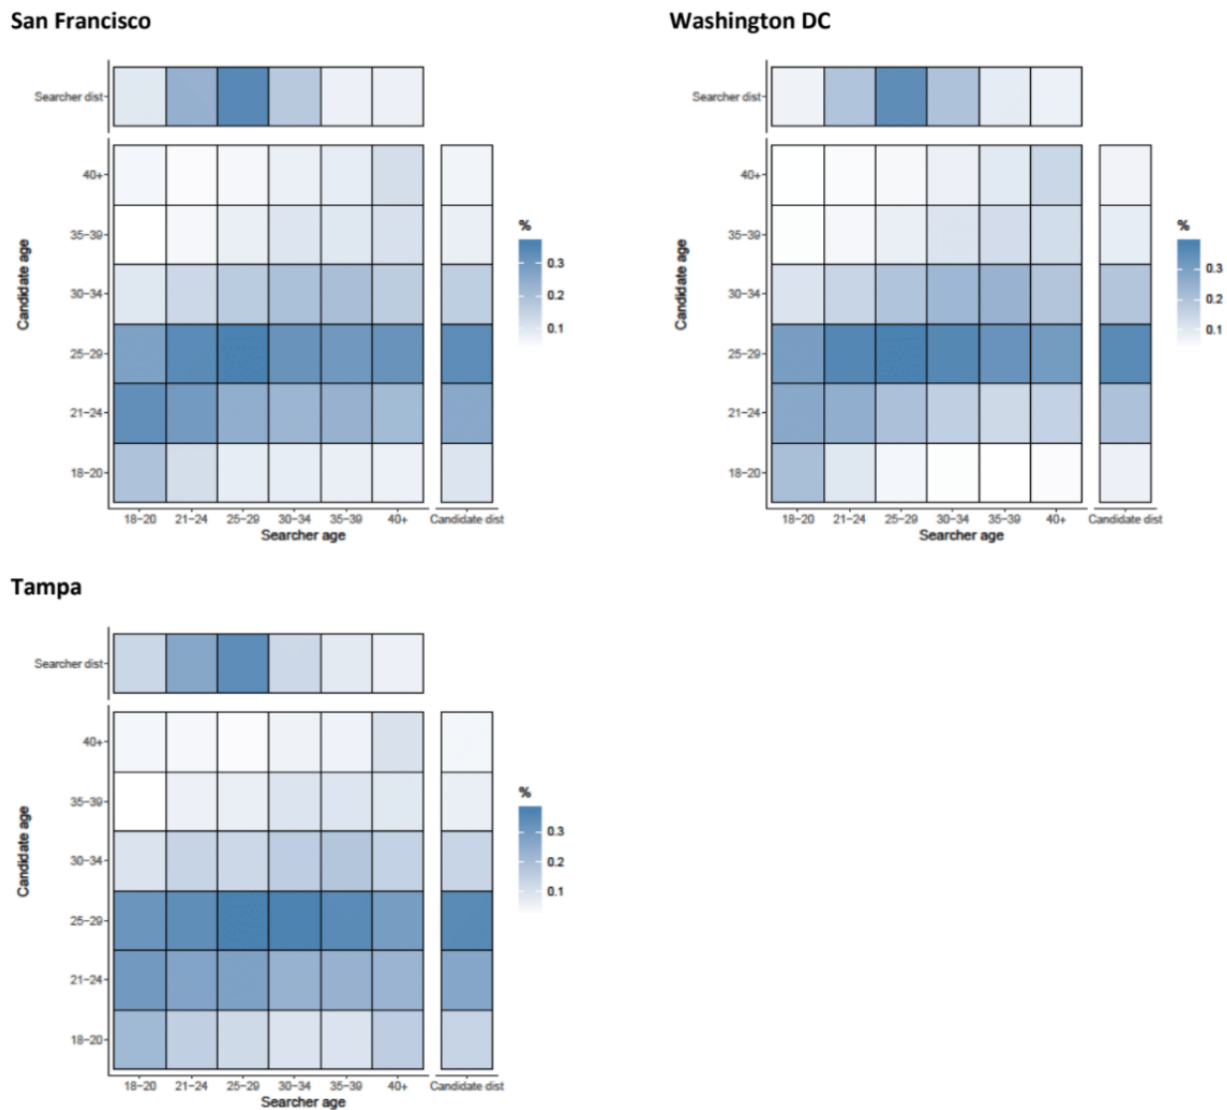 San Francisco
Searcher dist
40+
35-39
30-34
25-29
21-24
18-20
Candidate age
18-20 21-24 25-29 30-34 35-39 40+ Candidate dist
Searcher age
%
0.3
0.2
0.1
Washington DC
Searcher dist
40+
35-39
30-34
25-29
21-24
18-20
Candidate age
18-20 21-24 25-29 30-34 35-39 40+ Candidate dist
Searcher age
%
0.3
0.2
0.1
Tampa
Searcher dist
40+
35-39
30-34
25-29
21-24
18-20
Candidate age
18-20 21-24 25-29 30-34 35-39 40+ Candidate dist
Searcher age
%
0.3
0.2
0.1